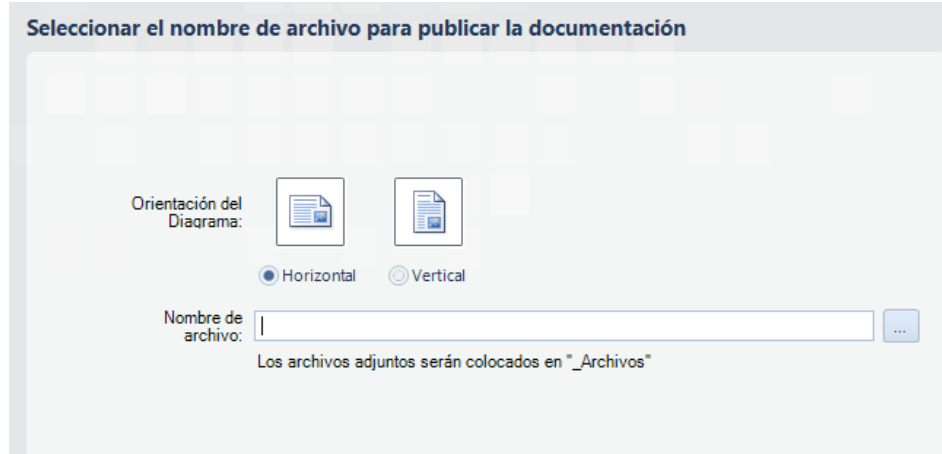 Seleccionar el nombre de archivo para publicar la documentación
Orientación del
Diagrama:
Horizontal
Vertical
Nombre de
archivo:
...
Los archivos adjuntos serán colocados en "_Archivos"